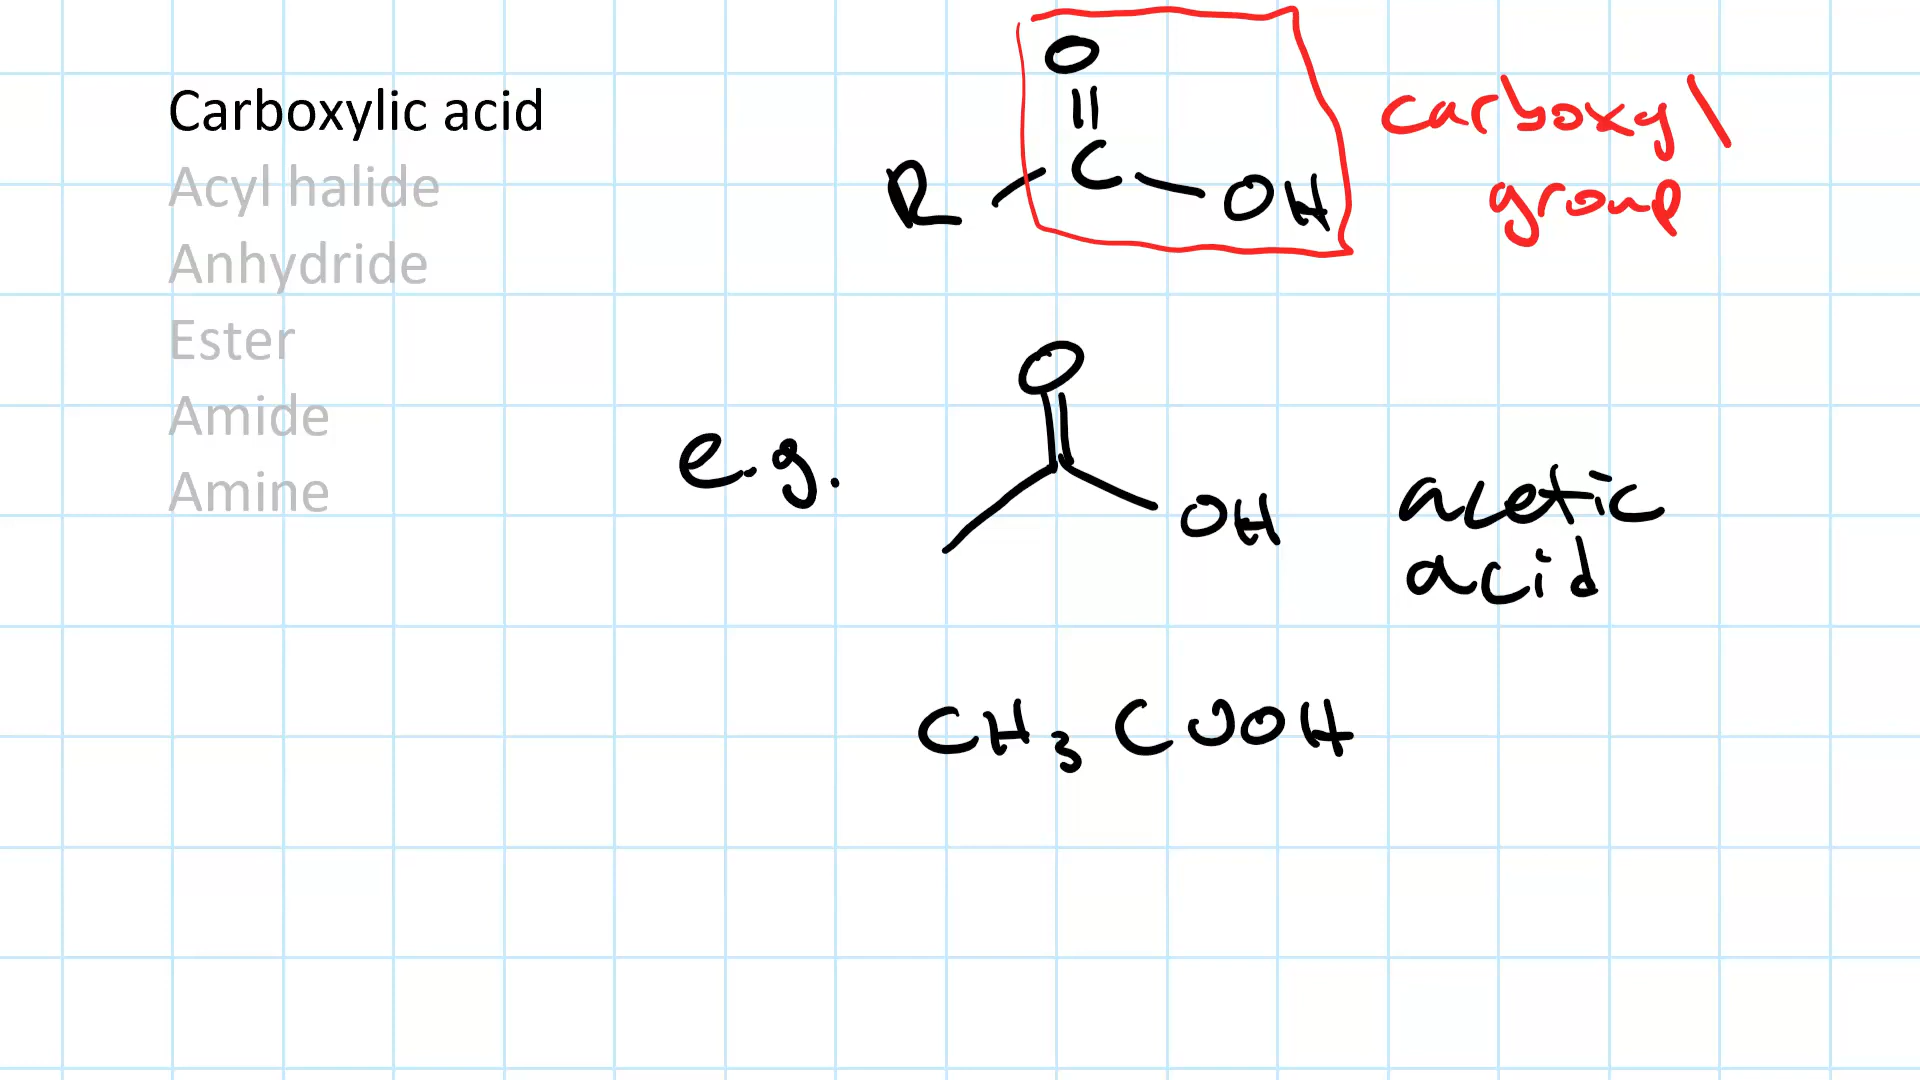 Carboxylic acid
Acyl halide
Anhydride
Ester
Amide
Amine
O
R C OH
carboxyl
group
e.g.
O
OH
acetic
acid
CH₃COOH